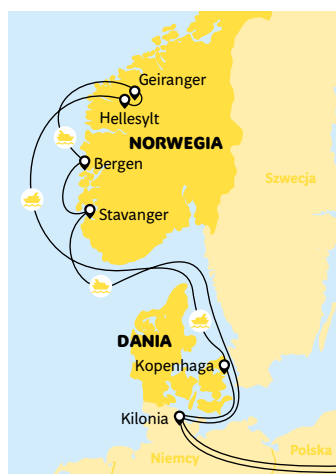 Geiranger
Hellesylt
NORWEGIA
Bergen
Szwecja
Stavanger
DANIA
Kopenhaga
Kilonia
Niemcy
Polska